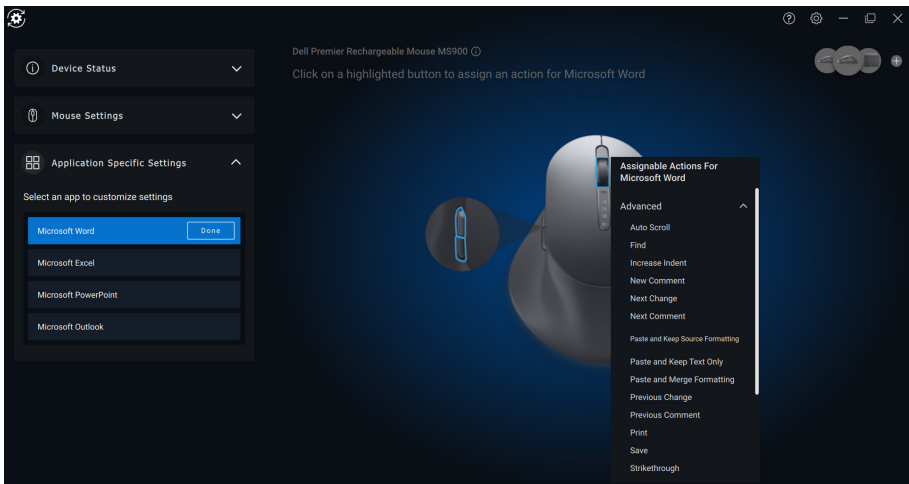 Dell Premier Rechargeable Mouse MS900
Click on a highlighted button to assign an action for Microsoft Word
Device Status
Mouse Settings
Application Specific Settings
Select an app to customize settings
Microsoft Word
Done
Microsoft Excel
Microsoft PowerPoint
Microsoft Outlook
Assignable Actions For
Microsoft Word
Advanced
Auto Scroll
Find
Increase Indent
New Comment
Next Change
Next Comment
Paste and Keep Source Formatting
Paste and Keep Text Only
Paste and Merge Formatting
Previous Change
Previous Comment
Print
Save
Strikethrough